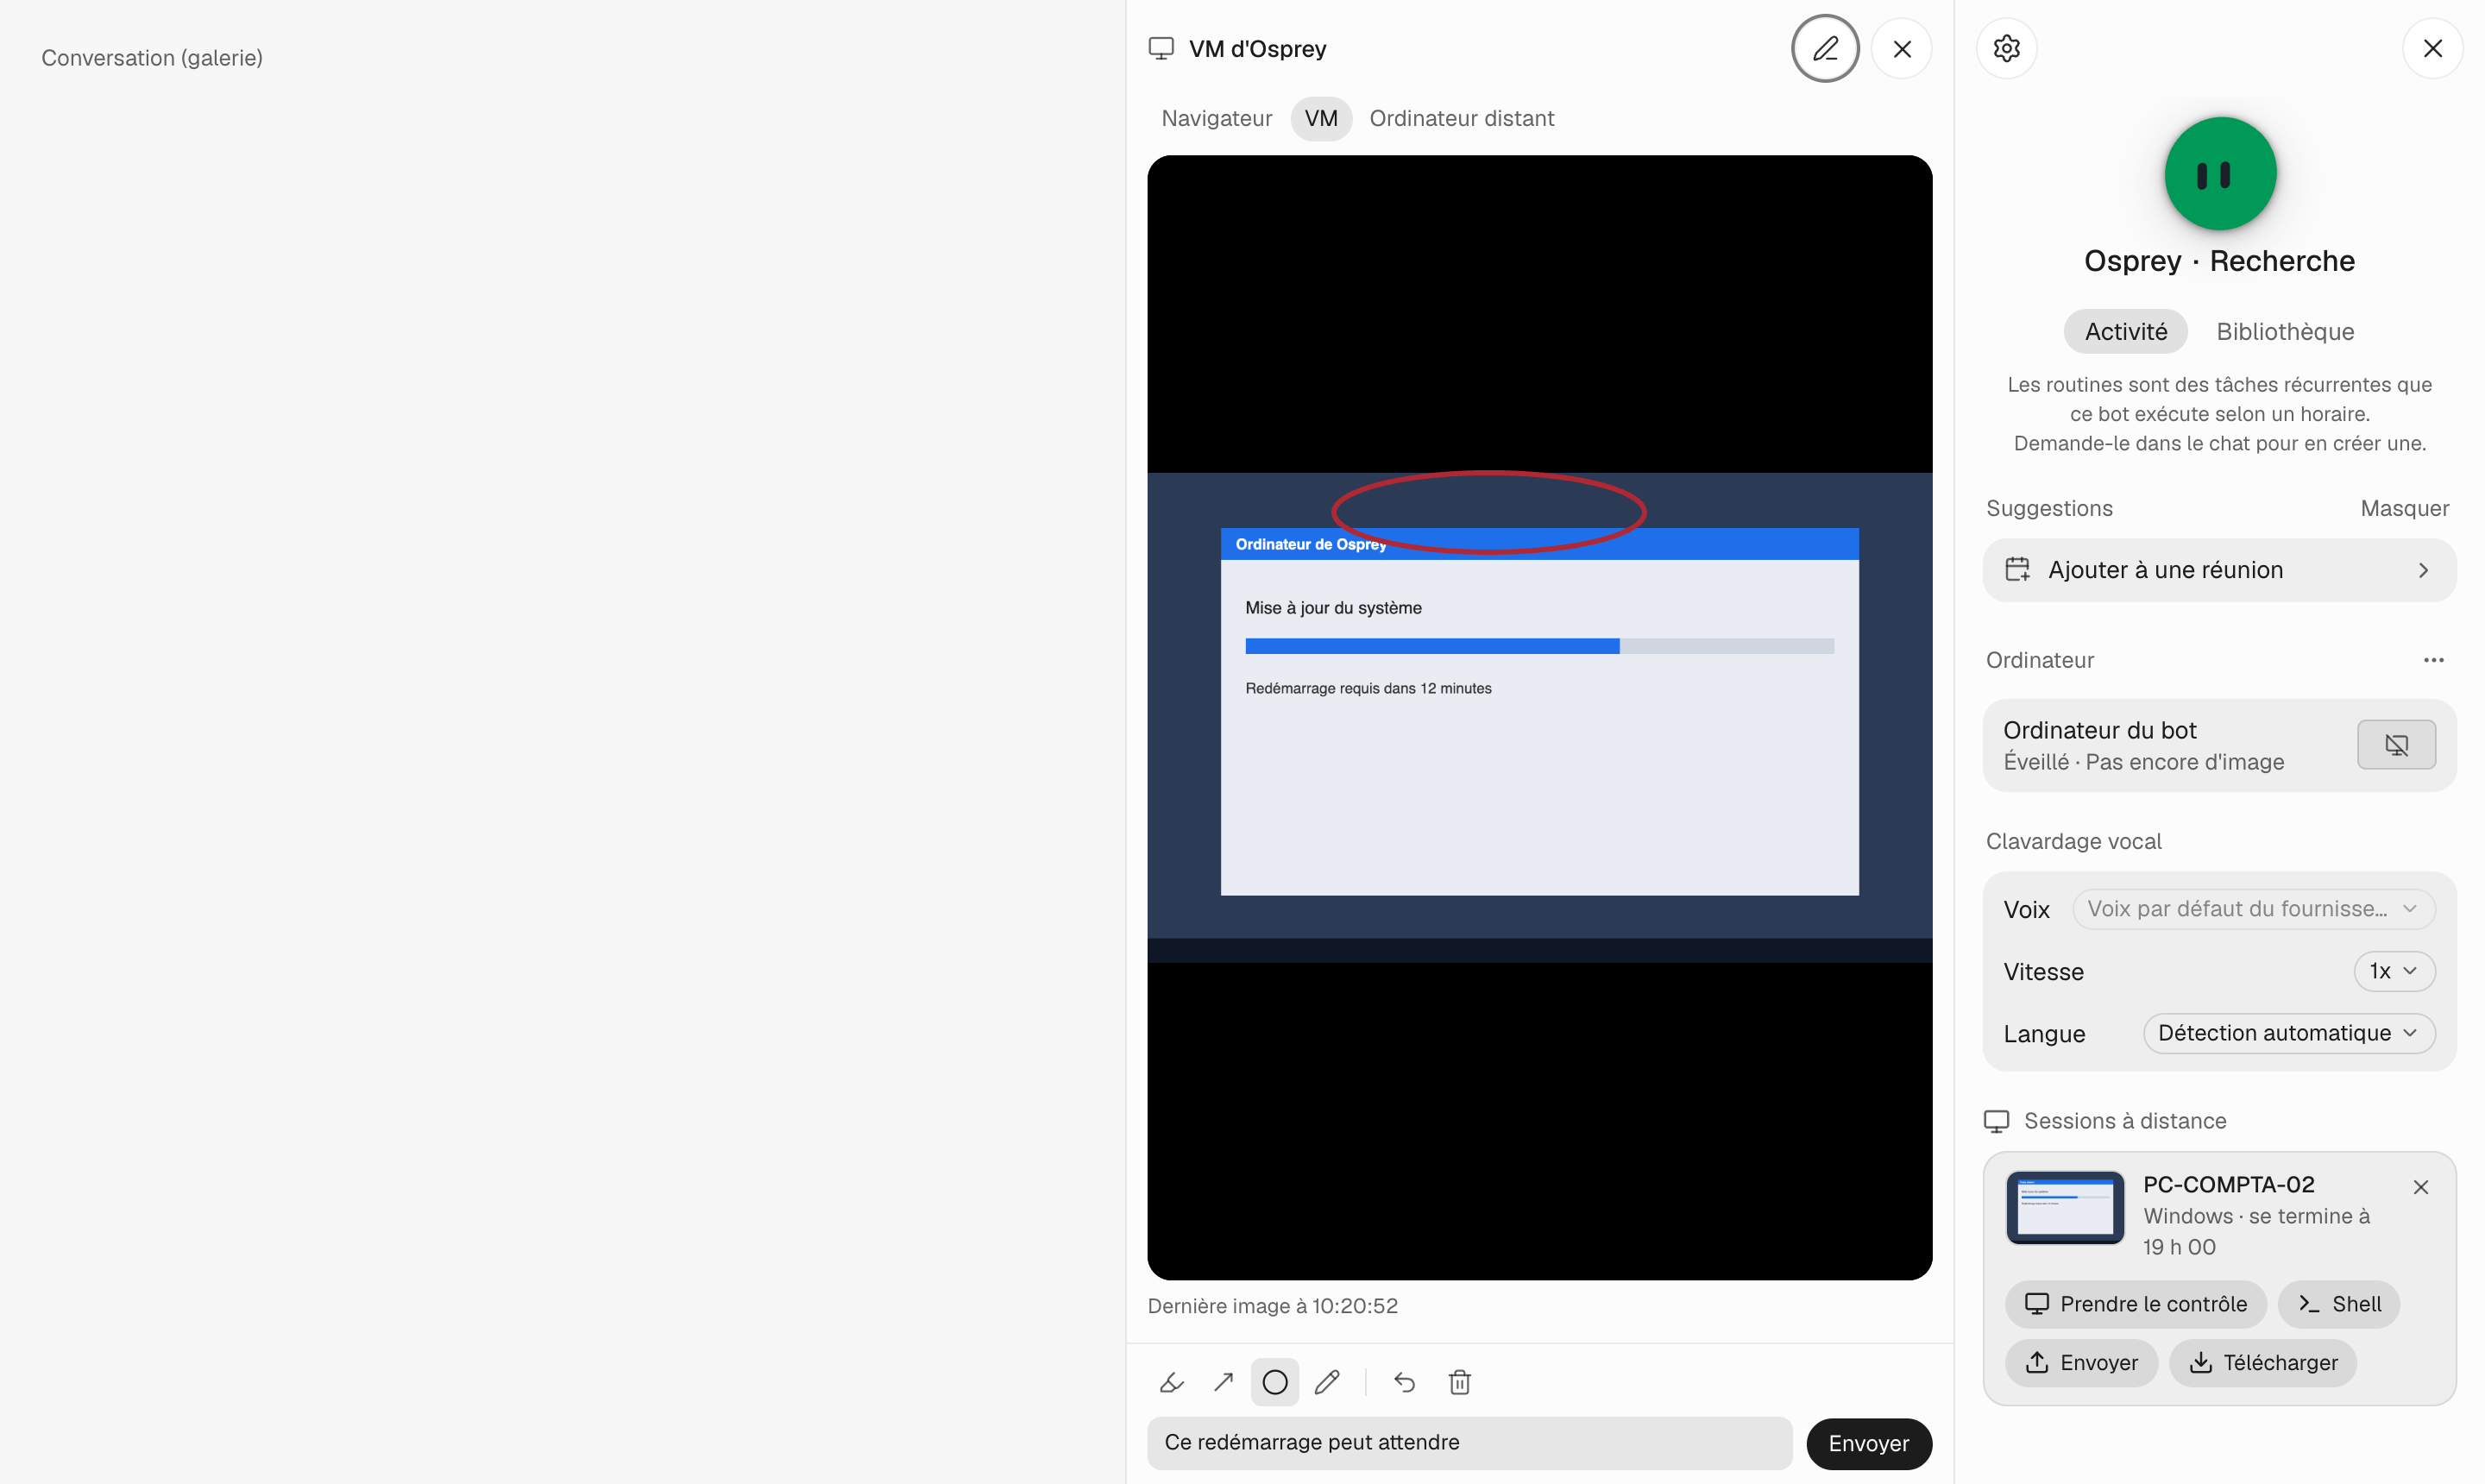 Conversation (galerie)
VM d'Osprey
Navigateur
VM
Ordinateur distant
Ordinateur de Osprey
Mise à jour du système
Redémarrage requis dans 12 minutes
Dernière image à 10:20:52
Ce redémarrage peut attendre
Envoyer
Osprey · Recherche
Activité
Bibliothèque
Les routines sont des tâches récurrentes que
ce bot exécute selon un horaire.
Demande-le dans le chat pour en créer une.
Suggestions
Masquer
Ajouter à une réunion
Ordinateur
Ordinateur du bot
Éveillé · Pas encore d'image
Clavardage vocal
Voix
Voix par défaut du fournisse...
Vitesse
1x
Langue
Détection automatique
Sessions à distance
PC-COMPTA-02
Windows · se termine à
19 h 00
Prendre le contrôle
Shell
Envoyer
Télécharger